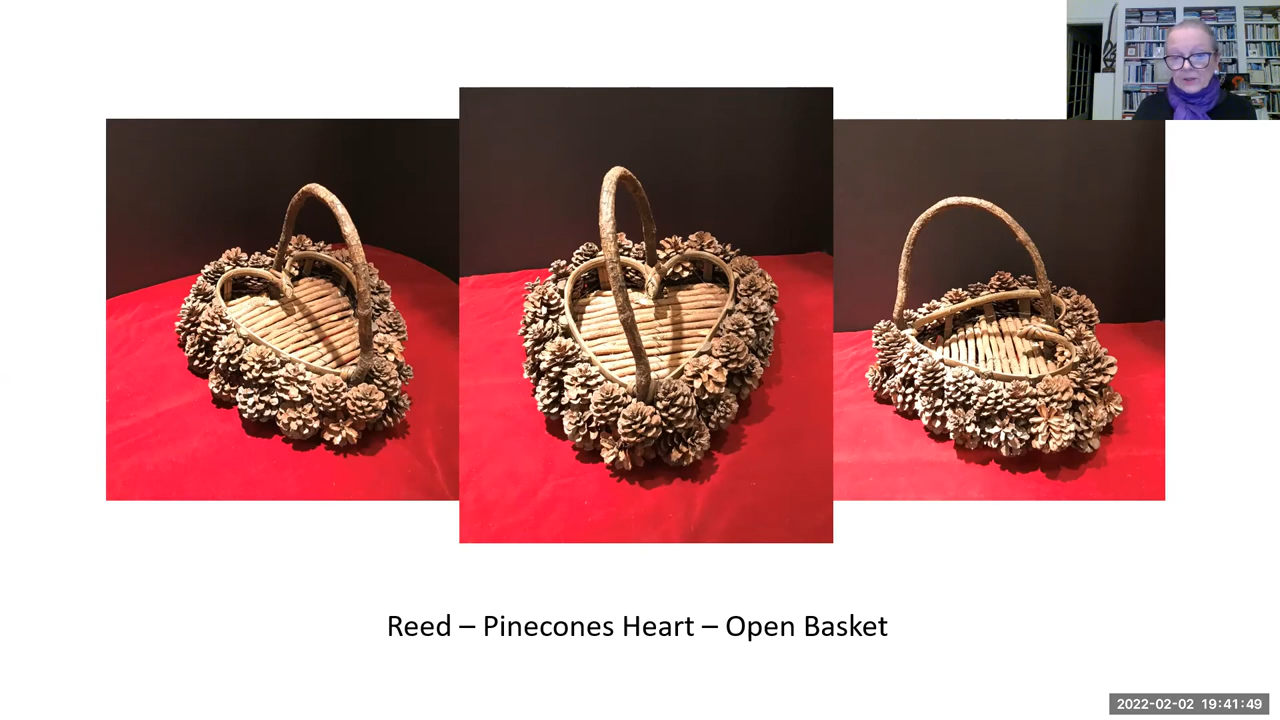 Reed – Pinecones Heart – Open Basket
2022-02-02 19:41:49